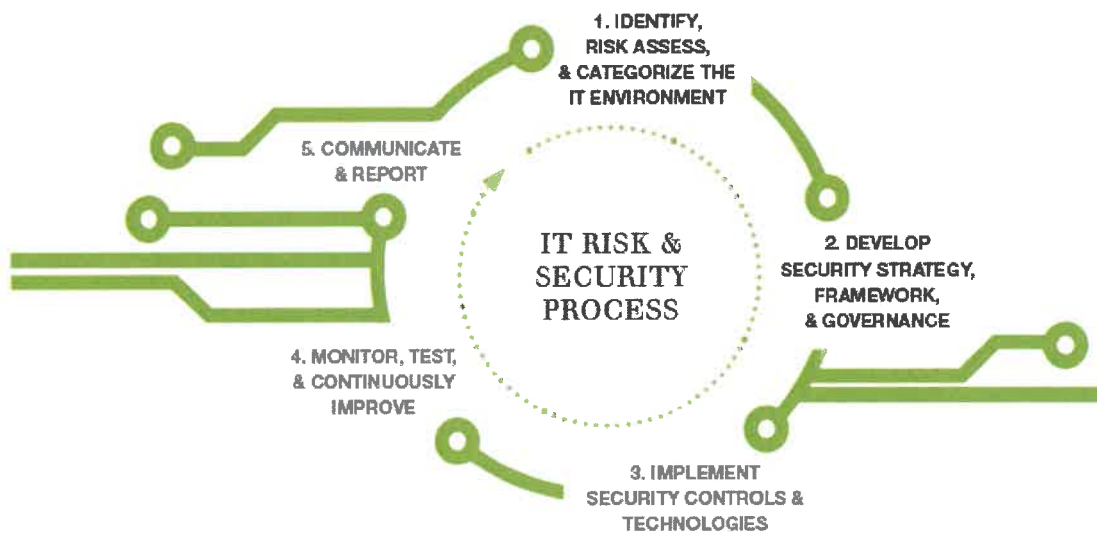 1. IDENTIFY,
RISK ASSESS,
& CATEGORIZE THE
IT ENVIRONMENT
2. DEVELOP
SECURITY STRATEGY,
FRAMEWORK,
& GOVERNANCE
3. IMPLEMENT
SECURITY CONTROLS &
TECHNOLOGIES
4. MONITOR, TEST,
& CONTINUOUSLY
IMPROVE
5. COMMUNICATE
& REPORT
IT RISK &
SECURITY
PROCESS